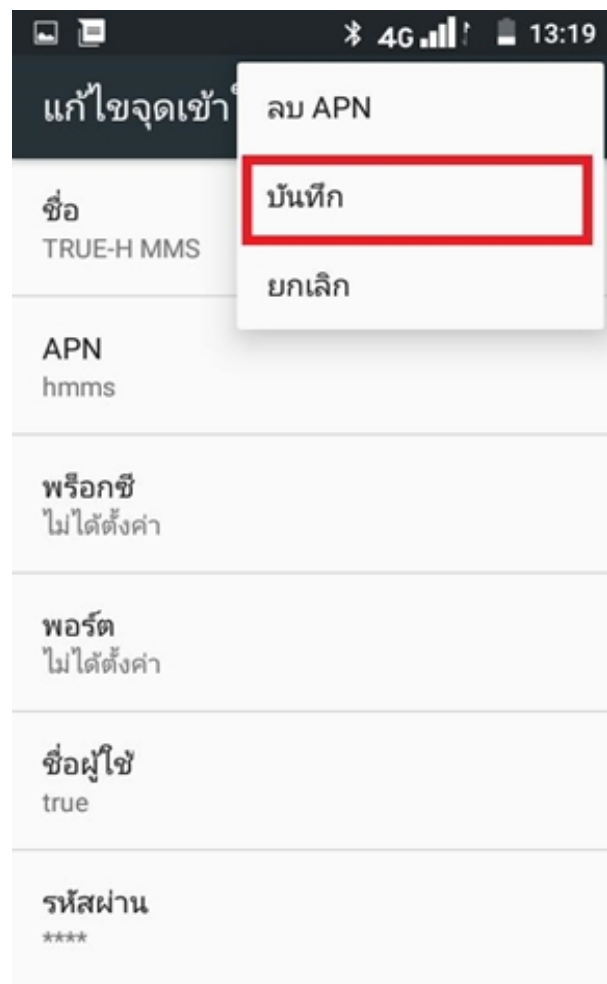 4G 13:19
แก้ไขจุดเข้า
ลบ APN
บันทึก
ยกเลิก
ชื่อ
TRUE-H MMS
APN
hmms
พร็อกซี
ไม่ได้ตั้งค่า
พอร์ต
ไม่ได้ตั้งค่า
ชื่อผู้ใช้
true
รหัสผ่าน
****